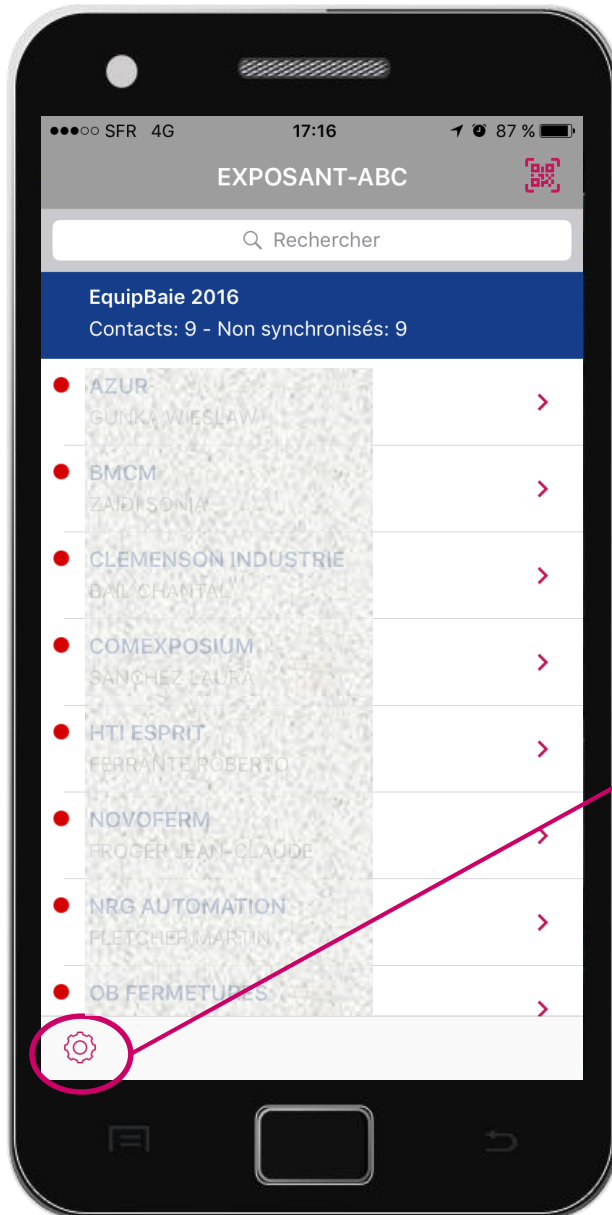 SFR 4G 17:16 87 %
EXPOSANT-ABC
Rechercher
EquipBaie 2016
Contacts: 9 - Non synchronisés: 9
AZUR
GUNKA WIESLAW
BMCM
ZAIDI SONIA
CLEMENSON INDUSTRIE
BAIL CHANTAL
COMEXPOSIUM
SANCHEZ LAURA
HTI ESPRIT
FERRANTE ROBERTO
NOVOFERM
FROGER JEAN-CLAUDE
NRG AUTOMATION
FLETCHER MARTIN
OB FERMETURES